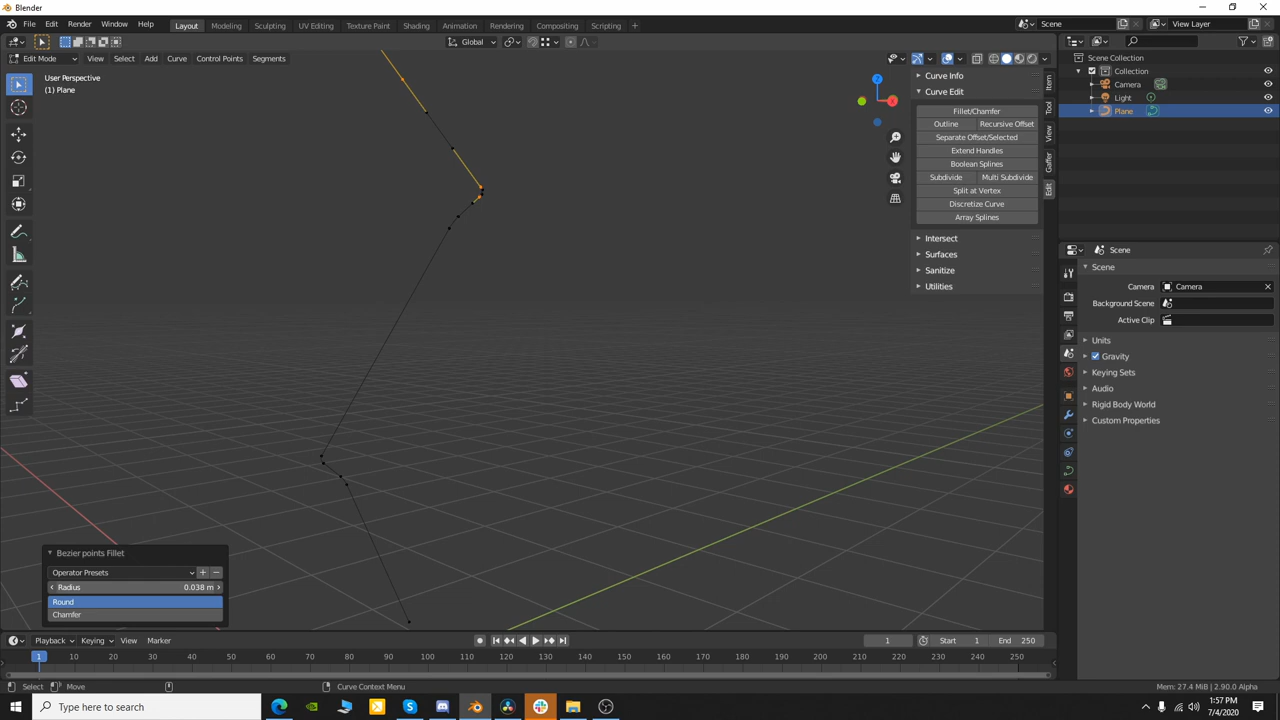 Blender
File Edit Render Window Help Layout Modeling Sculpting UV Editing Texture Paint Shading Animation Rendering Compositing Scripting + Scene View Layer
Global
Edit Mode View Select Add Curve Control Points Segments
User Perspective
(1) Plane
Z
X
Curve Info
Curve Edit
Fillet/Chamfer
Outline Recursive Offset
Separate Offset/Selected
Extend Handles
Boolean Splines
Subdivide Multi Subdivide
Split at Vertex
Discretize Curve
Array Splines
Intersect
Surfaces
Sanitize
Utilities
Item
Tool
View
Gaffer
Edit
Scene Collection
Collection
Camera
Light
Plane
Scene
Scene
Camera Camera
Background Scene
Active Clip
Units
Gravity
Keying Sets
Audio
Rigid Body World
Custom Properties
Bezier points Fillet
Operator Presets
Radius 0.038 m
Round
Chamfer
Playback Keying View Marker 1 Start 1 End 250
1 10 20 30 40 50 60 70 80 90 100 110 120 130 140 150 160 170 180 190 200 210 220 230 240 250
Select Move Curve Context Menu Mem: 27.4 MiB | 2.90.0 Alpha
Type here to search
1:57 PM
7/4/2020